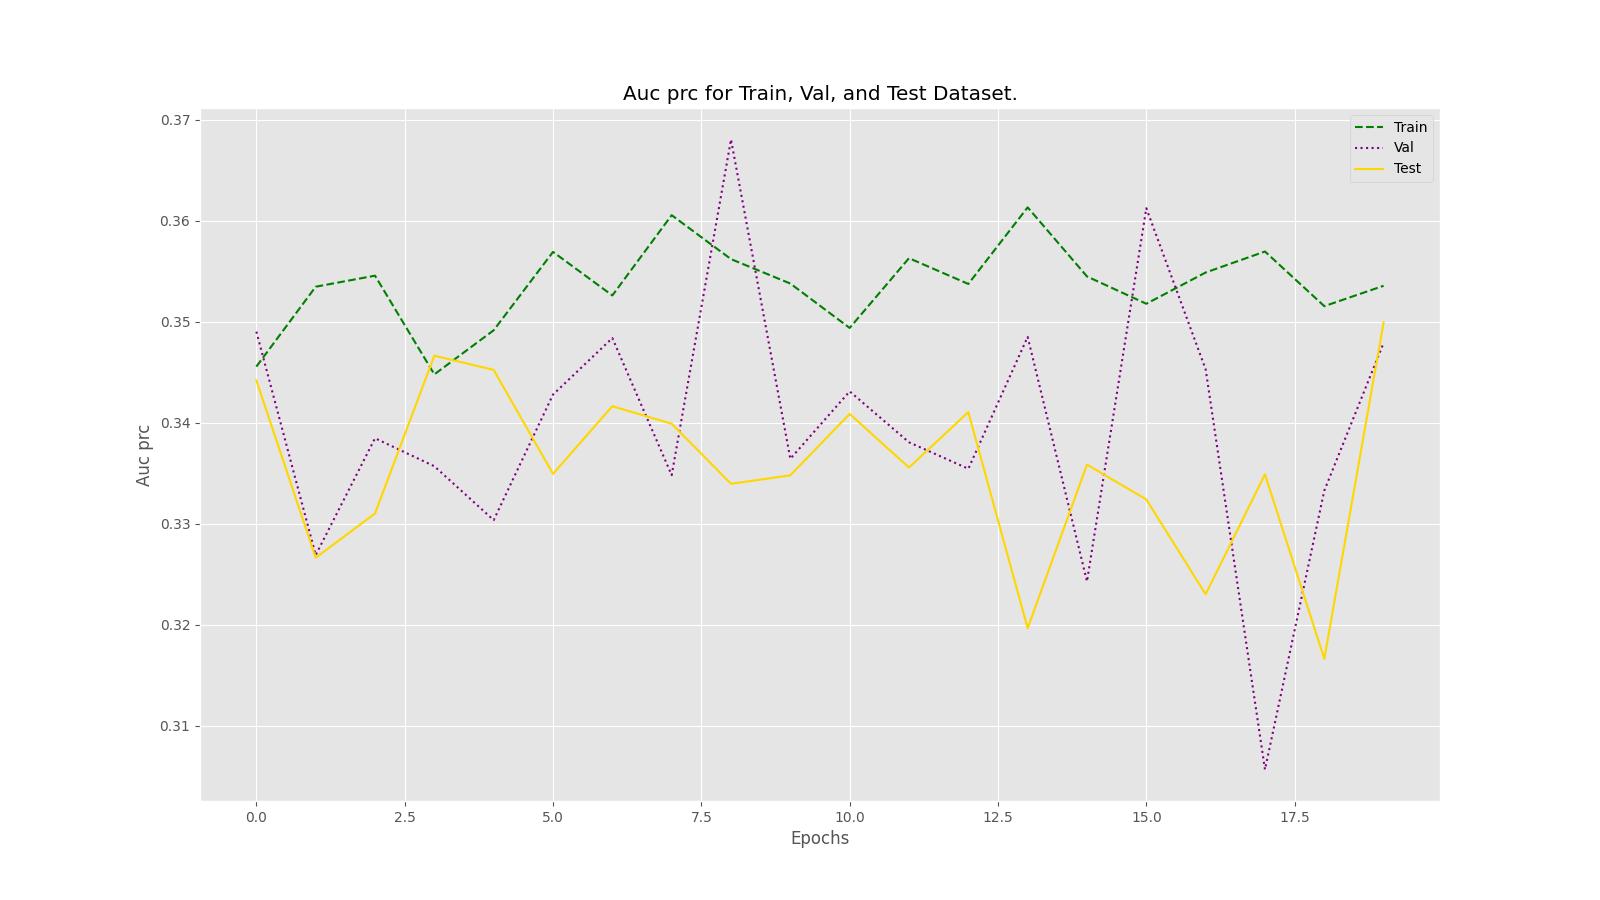 Auc prc for Train, Val, and Test Dataset.
Train
Val
Test
Auc prc
0.37
0.36
0.35
0.34
0.33
0.32
0.31
0.0 2.5 5.0 7.5 10.0 12.5 15.0 17.5
Epochs